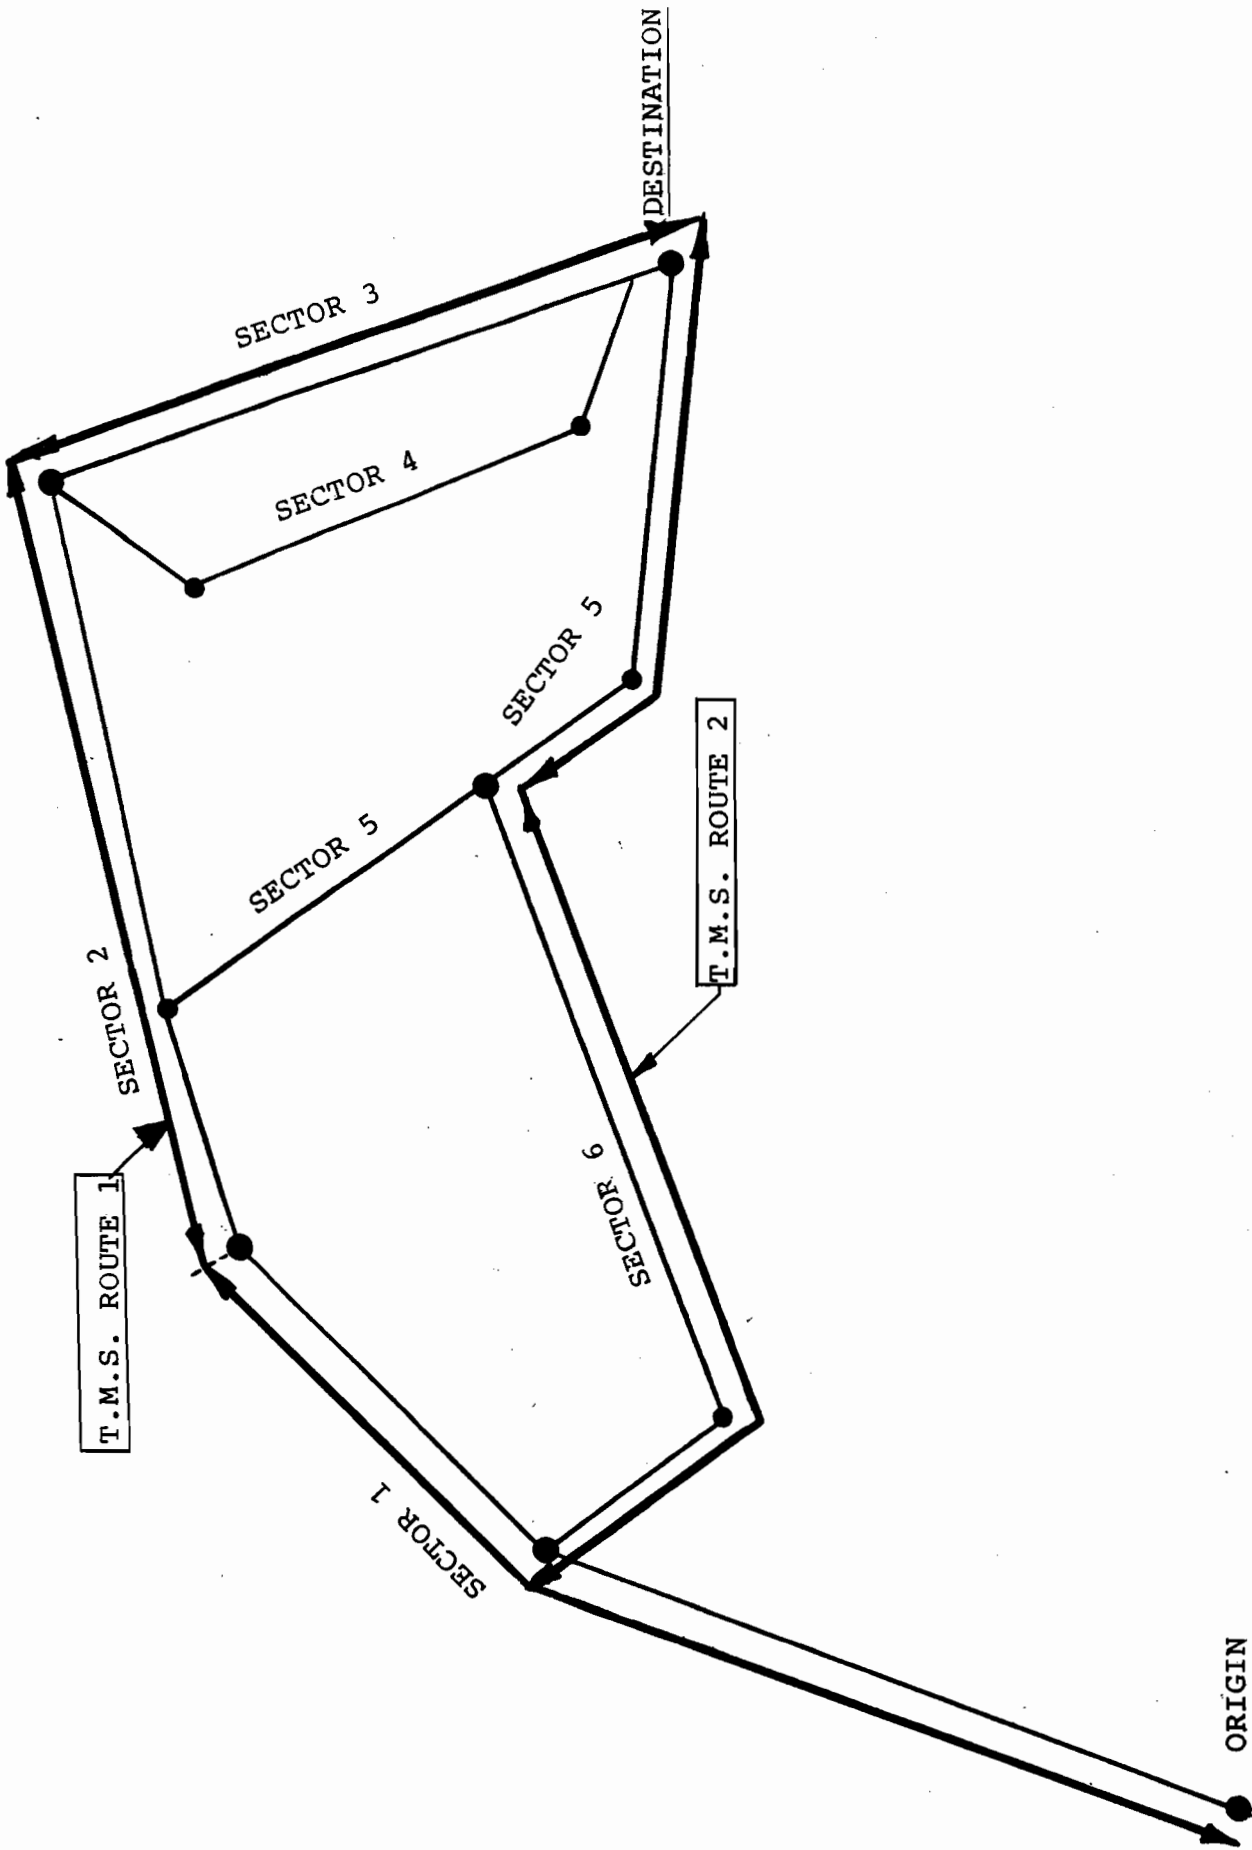 DESTINATION
SECTOR 3
SECTOR 4
SECTOR 5
SECTOR 5
SECTOR 2
T.M.S. ROUTE 2
T.M.S. ROUTE 1
SECTOR 6
SECTOR 1
ORIGIN